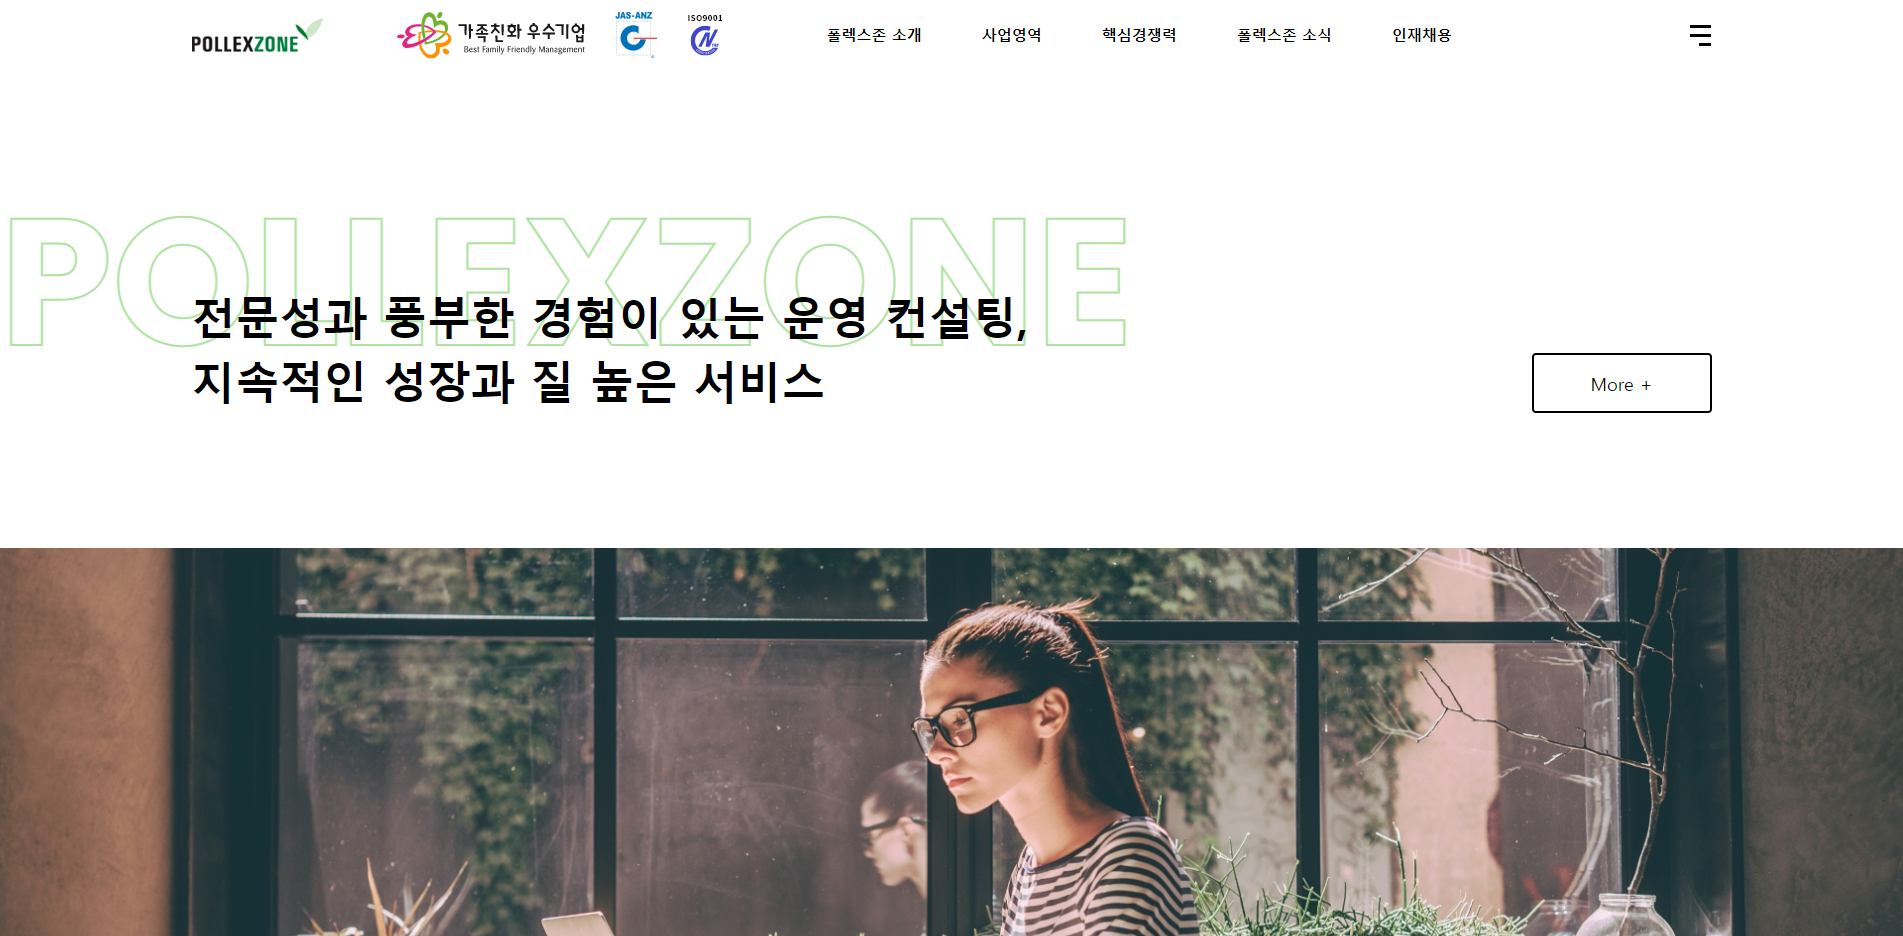 POLLEXZONE
가족친화 우수기업
Best Family Friendly Management
JAS-ANZ
ISO9001
폴렉스존 소개
사업영역
핵심경쟁력
폴렉스존 소식
인재채용
POLLEXZONE
전문성과 풍부한 경험이 있는 운영 컨설팅,
지속적인 성장과 질 높은 서비스
More +